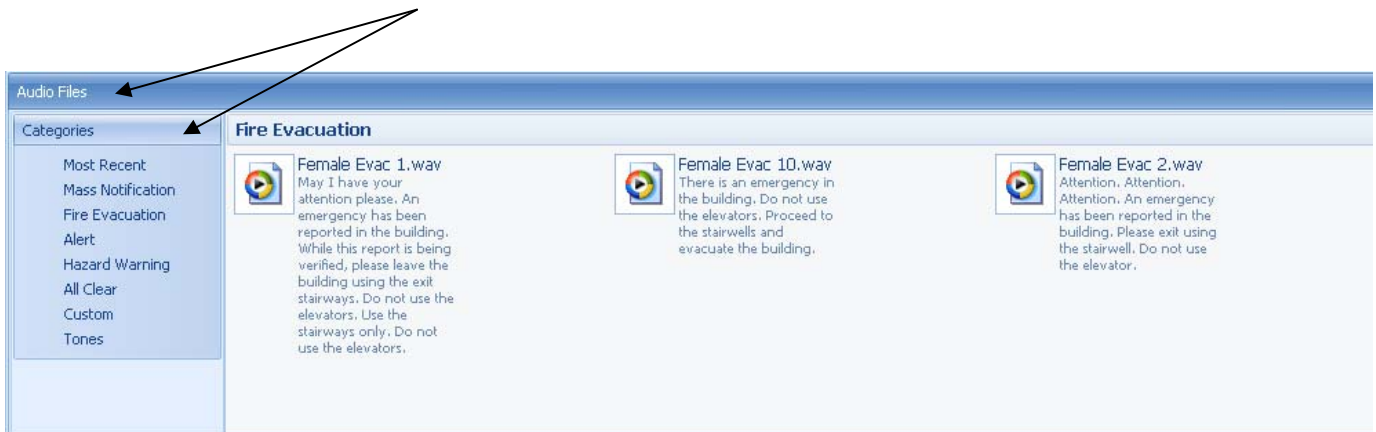 Audio Files
Categories
Most Recent
Mass Notification
Fire Evacuation
Alert
Hazard Warning
All Clear
Custom
Tones
Fire Evacuation
Female Evac 1.wav
May I have your
attention please. An
emergency has been
reported in the building.
While this report is being
verified, please leave the
building using the exit
stairways. Do not use the
elevators. Use the
stairways only. Do not
use the elevators.
Female Evac 10.wav
There is an emergency in
the building. Do not use
the elevators. Proceed to
the stairwells and
evacuate the building.
Female Evac 2.wav
Attention. Attention.
Attention. An emergency
has been reported in the
building. Please exit using
the stairwell. Do not use
the elevator.